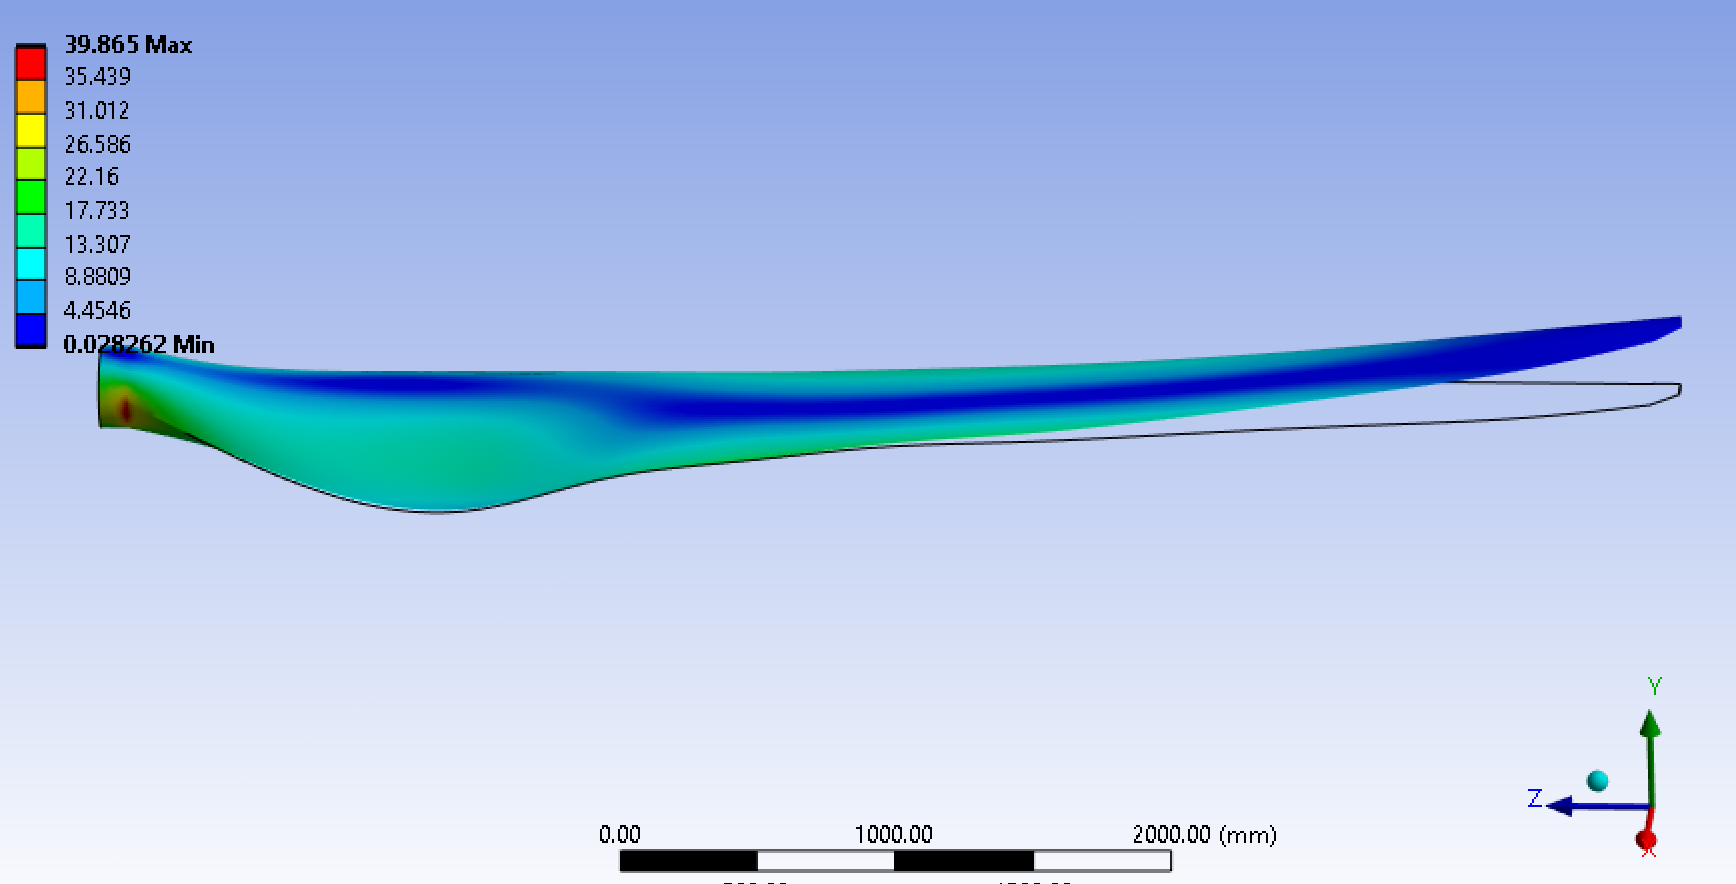 39.865 Max
35.439
31.012
26.586
22.16
17.733
13.307
8.8809
4.4546
0.028262 Min
Y
Z
X
0.00 1000.00 2000.00 (mm)